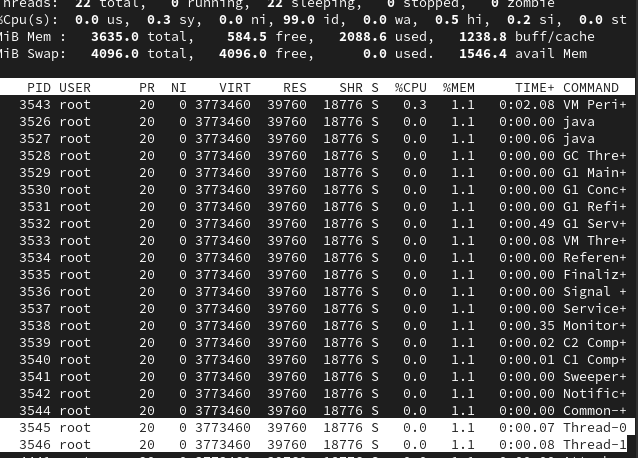 Threads:  22 total,   0 running,  22 sleeping,   0 stopped,   0 zombie
%Cpu(s):  0.0 us,  0.3 sy,  0.0 ni, 99.0 id,  0.0 wa,  0.5 hi,  0.2 si,  0.0 st
MiB Mem :   3635.0 total,    584.5 free,   2088.6 used,   1238.8 buff/cache
MiB Swap:   4096.0 total,   4096.0 free,      0.0 used.   1546.4 avail Mem
PID USER      PR  NI    VIRT    RES    SHR S  %CPU  %MEM     TIME+ COMMAND
3543 root      20   0 3773460  39760  18776 S   0.3   1.1   0:02.08 VM Peri+
3526 root      20   0 3773460  39760  18776 S   0.0   1.1   0:00.00 java
3527 root      20   0 3773460  39760  18776 S   0.0   1.1   0:00.06 java
3528 root      20   0 3773460  39760  18776 S   0.0   1.1   0:00.00 GC Thre+
3529 root      20   0 3773460  39760  18776 S   0.0   1.1   0:00.00 G1 Main+
3530 root      20   0 3773460  39760  18776 S   0.0   1.1   0:00.00 G1 Conc+
3531 root      20   0 3773460  39760  18776 S   0.0   1.1   0:00.00 G1 Refi+
3532 root      20   0 3773460  39760  18776 S   0.0   1.1   0:00.49 G1 Serv+
3533 root      20   0 3773460  39760  18776 S   0.0   1.1   0:00.08 VM Thre+
3534 root      20   0 3773460  39760  18776 S   0.0   1.1   0:00.00 Referen+
3535 root      20   0 3773460  39760  18776 S   0.0   1.1   0:00.00 Finaliz+
3536 root      20   0 3773460  39760  18776 S   0.0   1.1   0:00.00 Signal +
3537 root      20   0 3773460  39760  18776 S   0.0   1.1   0:00.00 Service+
3538 root      20   0 3773460  39760  18776 S   0.0   1.1   0:00.35 Monitor+
3539 root      20   0 3773460  39760  18776 S   0.0   1.1   0:00.02 C2 Comp+
3540 root      20   0 3773460  39760  18776 S   0.0   1.1   0:00.01 C1 Comp+
3541 root      20   0 3773460  39760  18776 S   0.0   1.1   0:00.00 Sweeper+
3542 root      20   0 3773460  39760  18776 S   0.0   1.1   0:00.00 Notific+
3544 root      20   0 3773460  39760  18776 S   0.0   1.1   0:00.00 Common-+
3545 root      20   0 3773460  39760  18776 S   0.0   1.1   0:00.07 Thread-0
3546 root      20   0 3773460  39760  18776 S   0.0   1.1   0:00.08 Thread-1